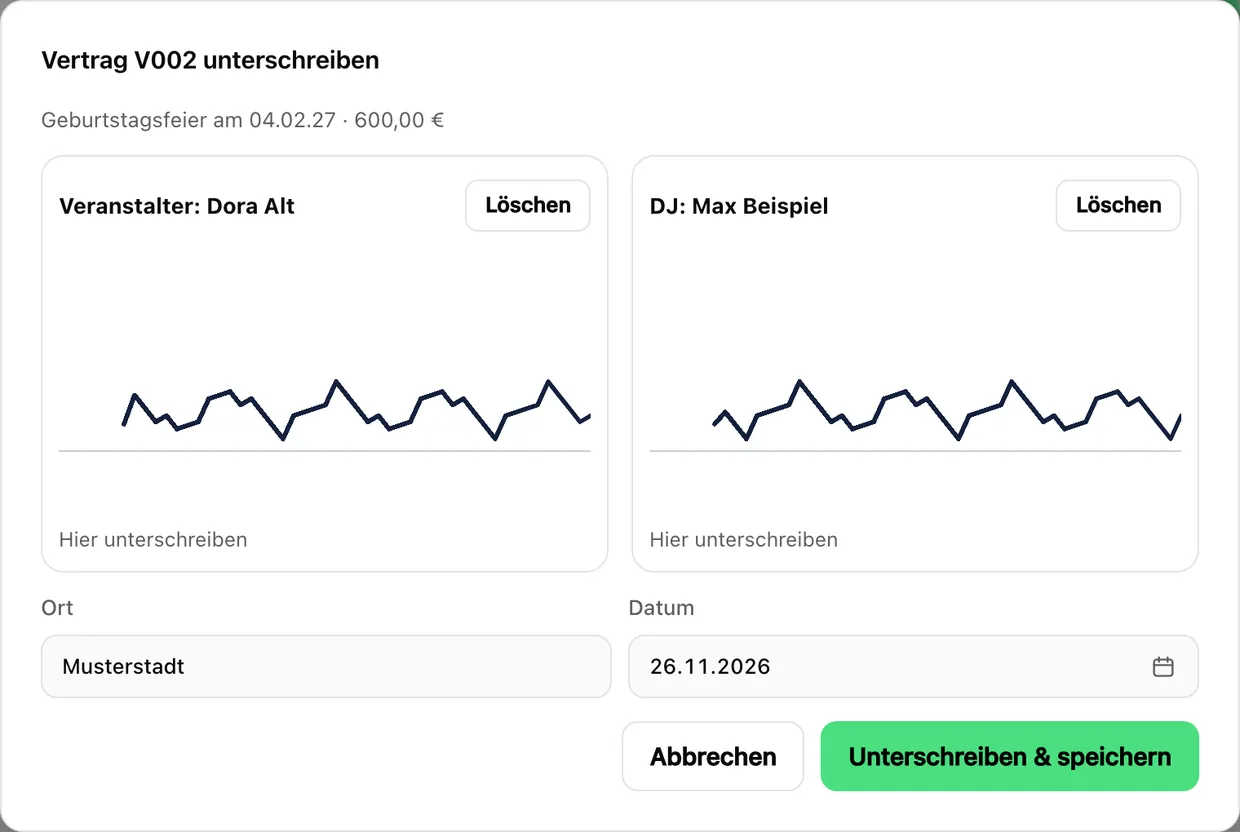 Vertrag V002 unterschreiben
Geburtstagsfeier am 04.02.27 · 600,00 €
Veranstalter: Dora Alt
Löschen
DJ: Max Beispiel
Löschen
Hier unterschreiben
Hier unterschreiben
Ort
Datum
Musterstadt
26.11.2026
Abbrechen
Unterschreiben & speichern